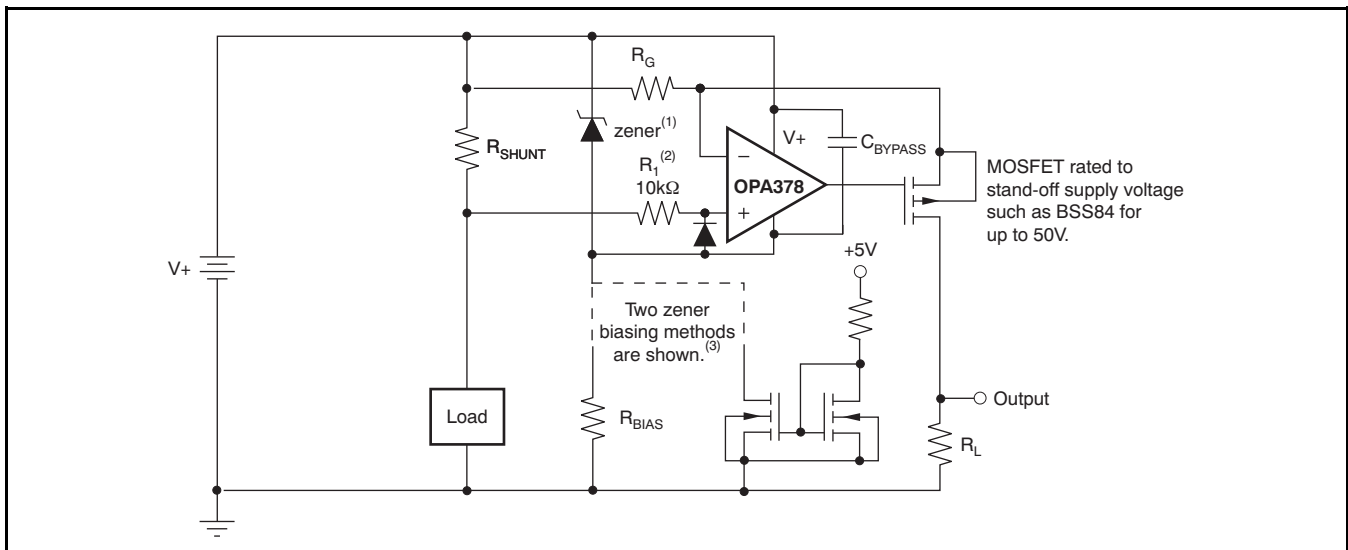 R_G
zener(1)
R_SHUNT
R_1(2)
10kΩ
V+
C_BYPASS
OPA378
−
+
MOSFET rated to
stand-off supply voltage
such as BSS84 for
up to 50V.
+5V
V+
Two zener
biasing methods
are shown.(3)
Load
R_BIAS
Output
R_L